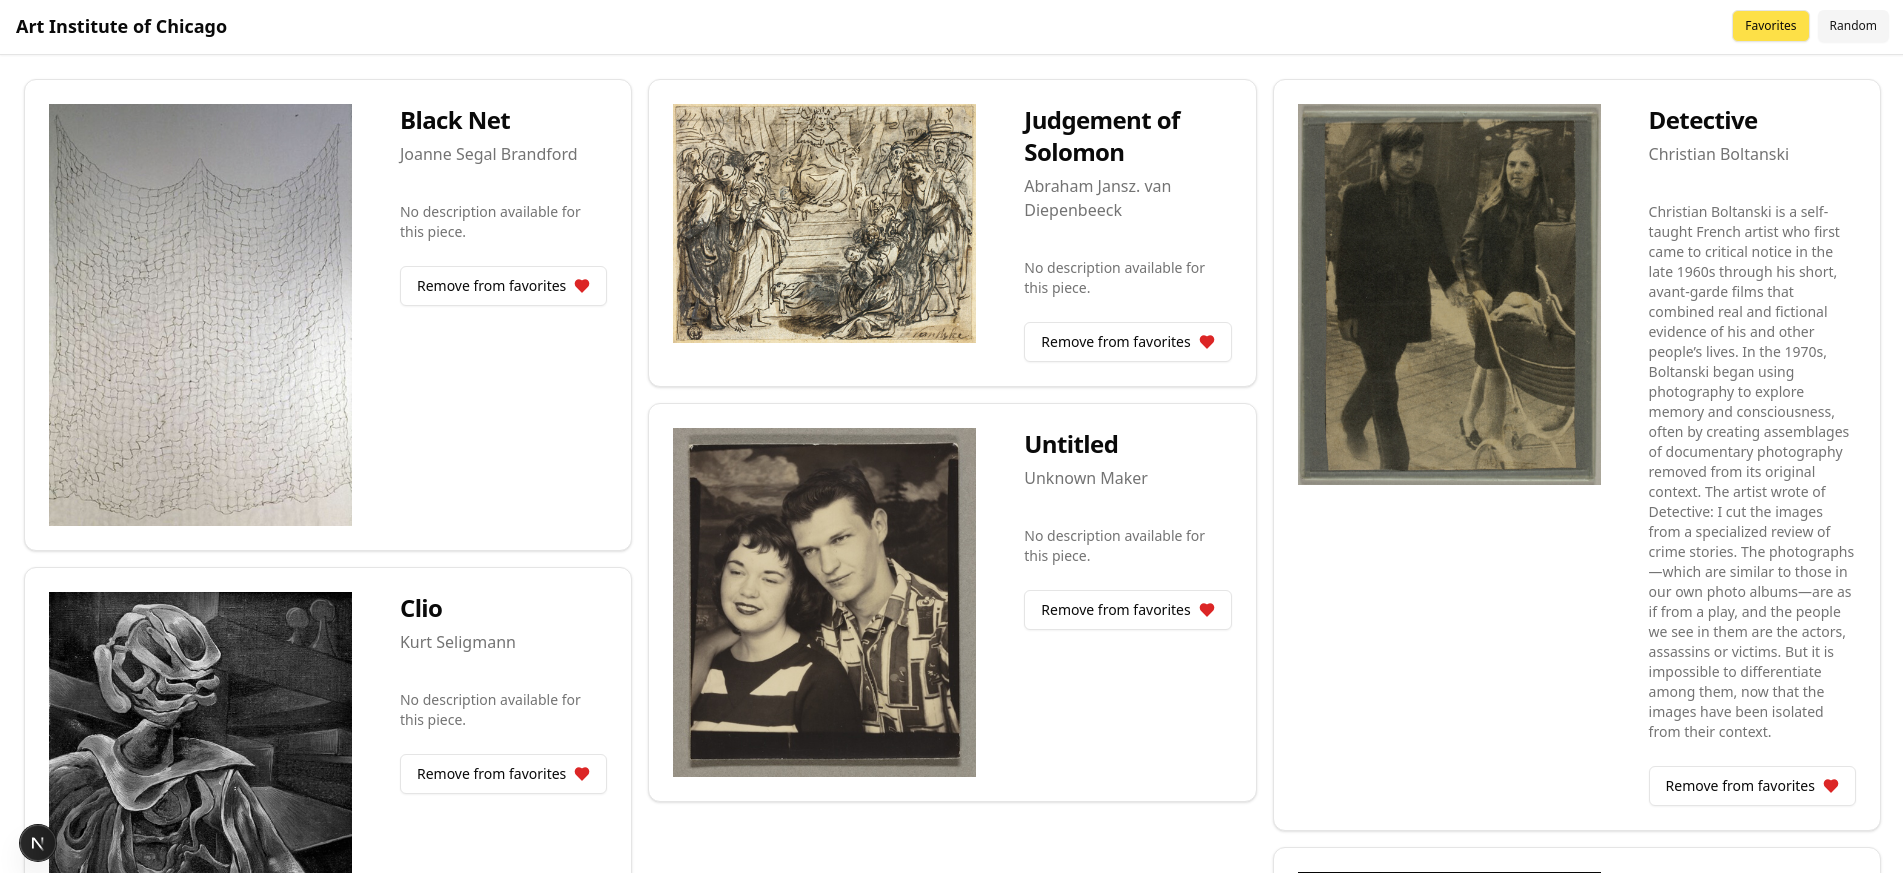 Art Institute of Chicago
Favorites
Random
Black Net
Joanne Segal Brandford
No description available for
this piece.
Remove from favorites
Clio
Kurt Seligmann
No description available for
this piece.
Remove from favorites
N
Judgement of
Solomon
Abraham Jansz. van
Diepenbeeck
No description available for
this piece.
Remove from favorites
Untitled
Unknown Maker
No description available for
this piece.
Remove from favorites
Detective
Christian Boltanski
Christian Boltanski is a self-
taught French artist who first
came to critical notice in the
late 1960s through his short,
avant-garde films that
combined real and fictional
evidence of his and other
people’s lives. In the 1970s,
Boltanski began using
photography to explore
memory and consciousness,
often by creating assemblages
of documentary photography
removed from its original
context. The artist wrote of
Detective: I cut the images
from a specialized review of
crime stories. The photographs
—which are similar to those in
our own photo albums—are as
if from a play, and the people
we see in them are the actors,
assassins or victims. But it is
impossible to differentiate
among them, now that the
images have been isolated
from their context.
Remove from favorites